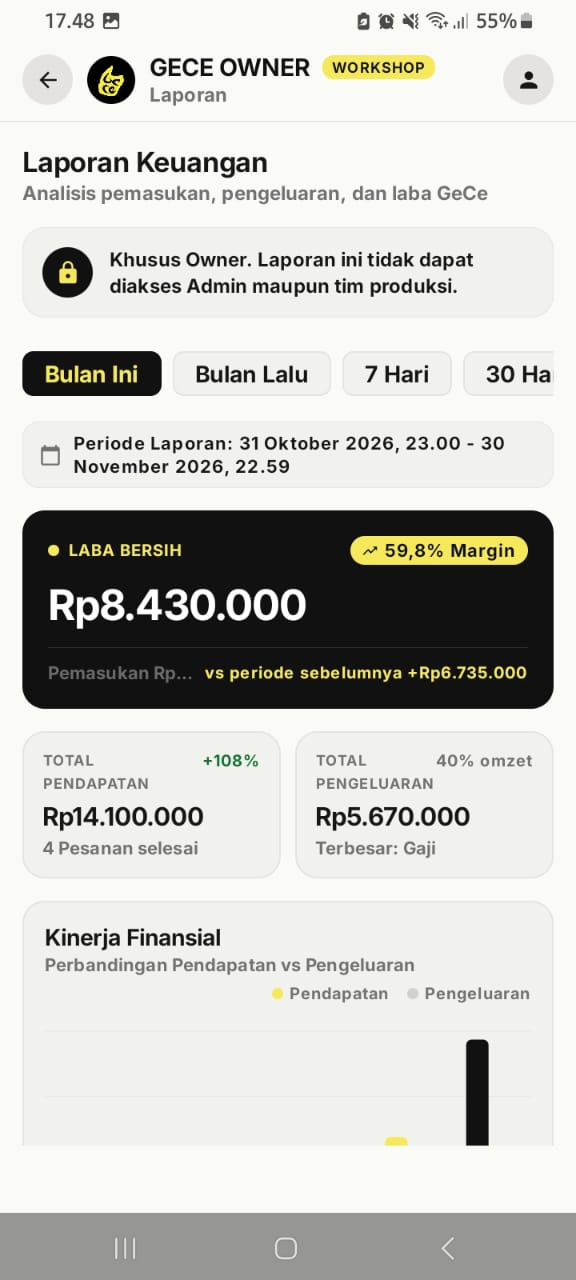 17.48
55%
GECE OWNER WORKSHOP
Laporan
Laporan Keuangan
Analisis pemasukan, pengeluaran, dan laba GeCe
Khusus Owner. Laporan ini tidak dapat
diakses Admin maupun tim produksi.
Bulan Ini
Bulan Lalu
7 Hari
30 Ha
Periode Laporan: 31 Oktober 2026, 23.00 - 30
November 2026, 22.59
LABA BERSIH
59,8% Margin
Rp8.430.000
Pemasukan Rp... vs periode sebelumnya +Rp6.735.000
TOTAL
PENDAPATAN
+108%
Rp14.100.000
4 Pesanan selesai
TOTAL
PENGELUARAN
40% omzet
Rp5.670.000
Terbesar: Gaji
Kinerja Finansial
Perbandingan Pendapatan vs Pengeluaran
Pendapatan
Pengeluaran